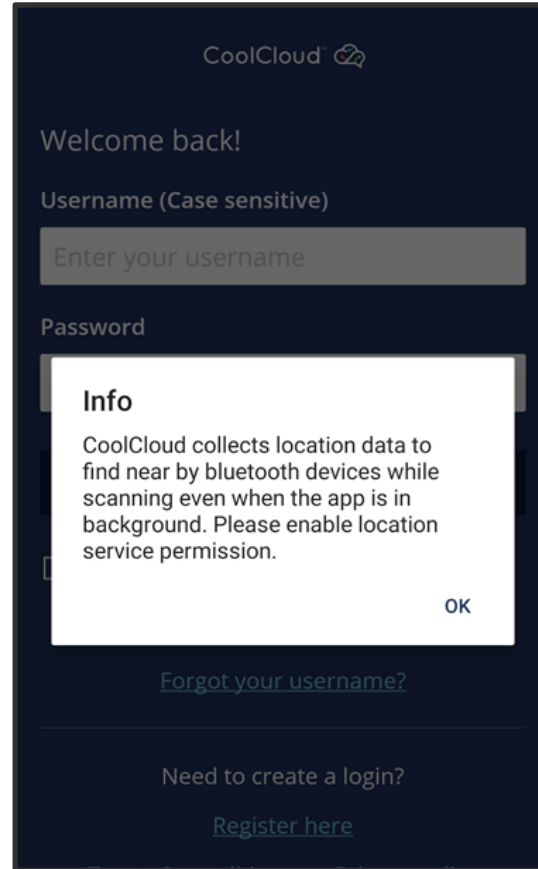 CoolCloud™
Welcome back!
Username (Case sensitive)
Enter your username
Password
Info
CoolCloud collects location data to
find near by bluetooth devices while
scanning even when the app is in
background. Please enable location
service permission.
OK
Forgot your username?
Need to create a login?
Register here